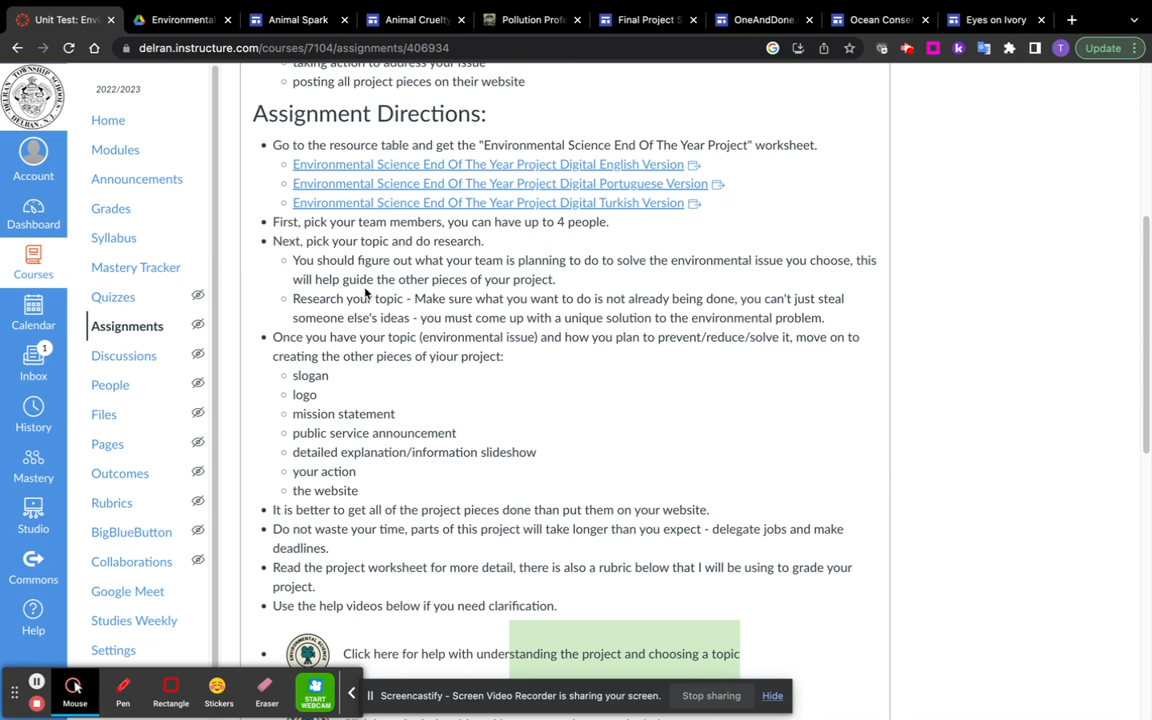 Unit Test: Envi
Environmental
Animal Spark
Animal Cruelty
Pollution Prof
Final Project S
OneAndDone.
Ocean Conser
Eyes on Ivory
delran.instructure.com/courses/7104/assignments/406934
T
Update
2022/2023
Account
Dashboard
Courses
Calendar
1
Inbox
History
Mastery
Studio
Commons
Help
Home
Modules
Announcements
Grades
Syllabus
Mastery Tracker
Quizzes
Assignments
Discussions
People
Files
Pages
Outcomes
Rubrics
BigBlueButton
Collaborations
Google Meet
Studies Weekly
Settings
taking action to address your issue
posting all project pieces on their website
Assignment Directions:
Go to the resource table and get the "Environmental Science End Of The Year Project" worksheet.
Environmental Science End Of The Year Project Digital English Version
Environmental Science End Of The Year Project Digital Portuguese Version
Environmental Science End Of The Year Project Digital Turkish Version
First, pick your team members, you can have up to 4 people.
Next, pick your topic and do research.
You should figure out what your team is planning to do to solve the environmental issue you choose, this
will help guide the other pieces of your project.
Research your topic - Make sure what you want to do is not already being done, you can't just steal
someone else's ideas - you must come up with a unique solution to the environmental problem.
Once you have your topic (environmental issue) and how you plan to prevent/reduce/solve it, move on to
creating the other pieces of yiour project:
slogan
logo
mission statement
public service announcement
detailed explanation/information slideshow
your action
the website
It is better to get all of the project pieces done than put them on your website.
Do not waste your time, parts of this project will take longer than you expect - delegate jobs and make
deadlines.
Read the project worksheet for more detail, there is also a rubric below that I will be using to grade your
project.
Use the help videos below if you need clarification.
Click here for help with understanding the project and choosing a topic
Mouse
Pen
Rectangle
Stickers
Eraser
START
WEBCAM
Screencastify - Screen Video Recorder is sharing your screen.
Stop sharing
Hide